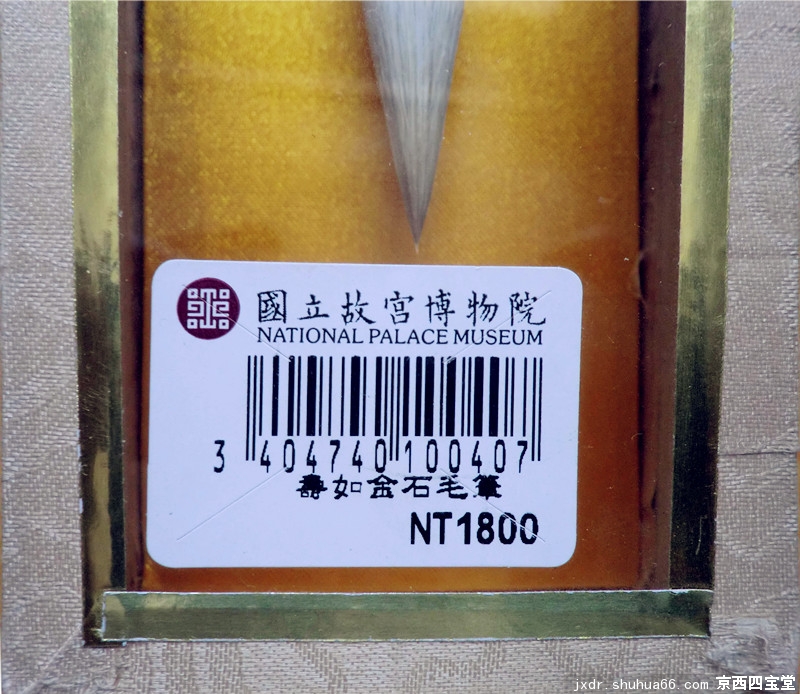 國立故宮博物院
NATIONAL PALACE MUSEUM
3 404740 100407
壽如金石毛筆
NT1800
jxdr.shuhua66.com 京西四宝堂